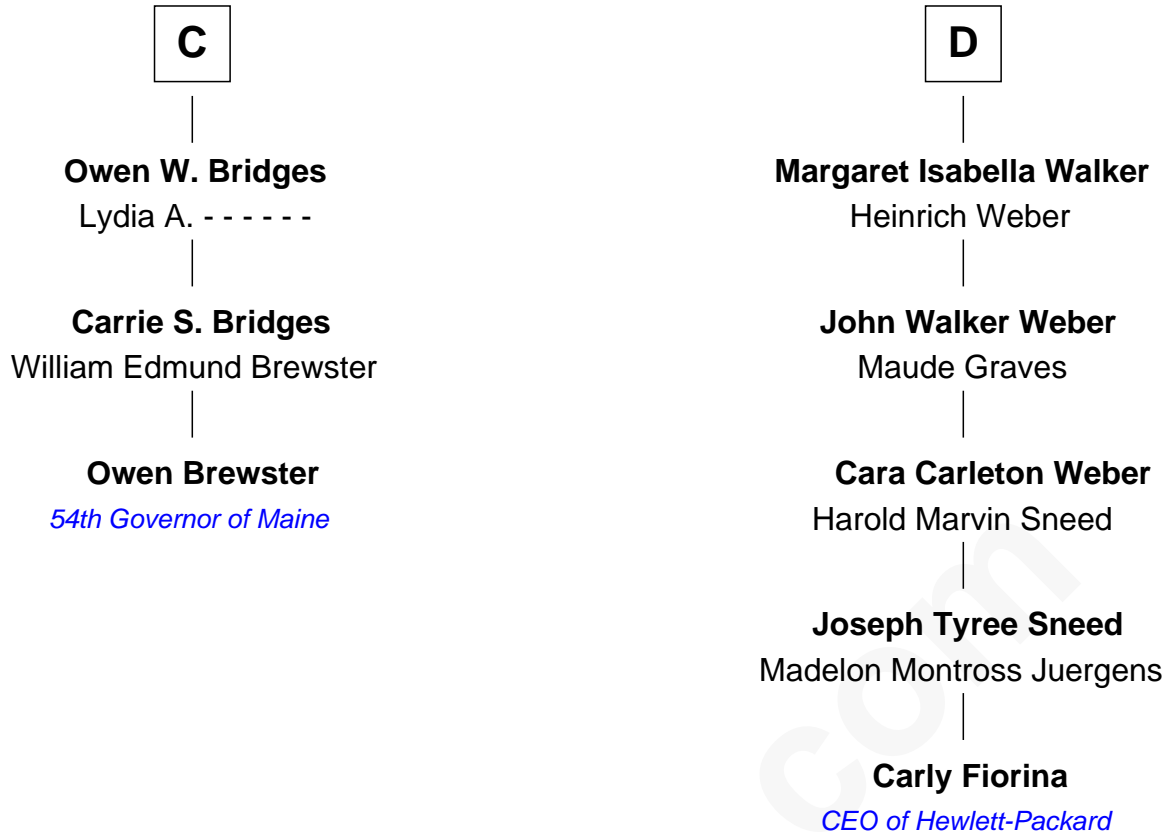 C
Owen W. Bridges
Lydia A. - - - - - -
Carrie S. Bridges
William Edmund Brewster
Owen Brewster
54th Governor of Maine
D
Margaret Isabella Walker
Heinrich Weber
John Walker Weber
Maude Graves
Cara Carleton Weber
Harold Marvin Sneed
Joseph Tyree Sneed
Madelon Montross Juergens
Carly Fiorina
CEO of Hewlett-Packard
com